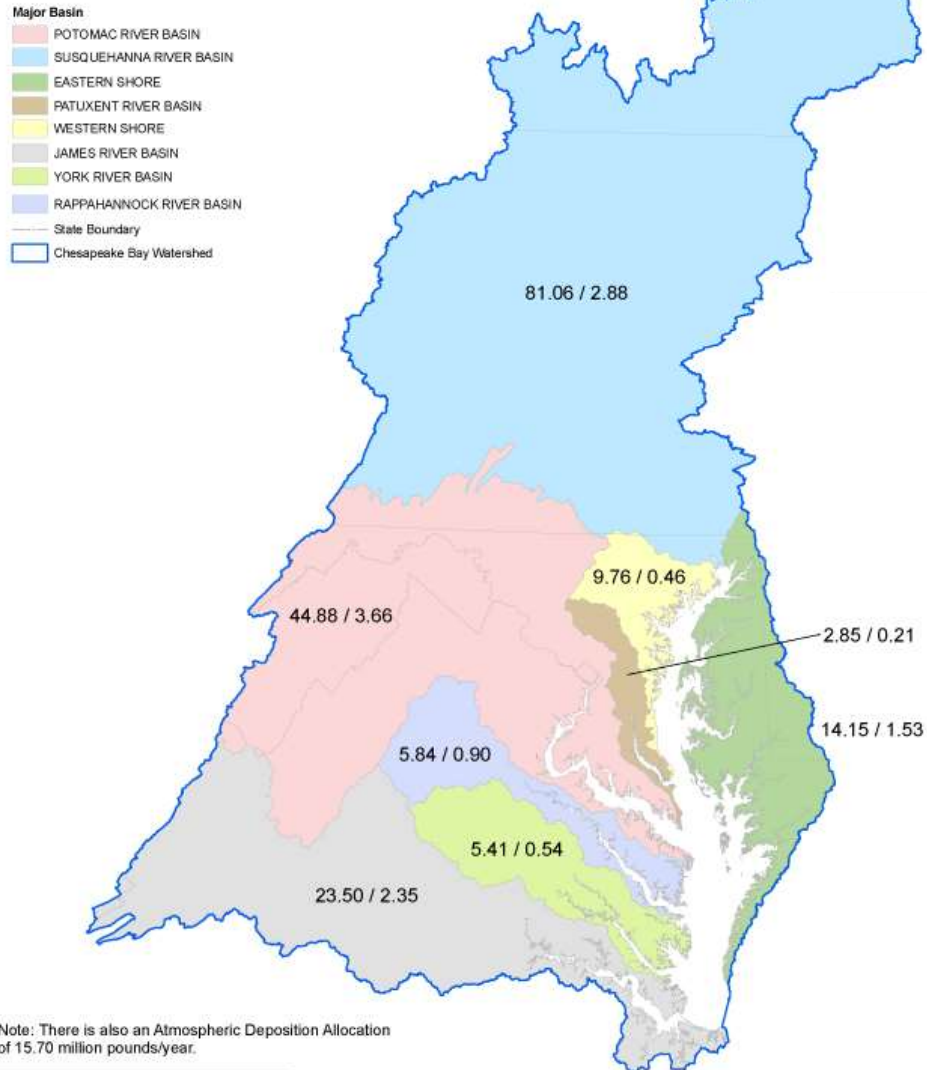 Major Basin
POTOMAC RIVER BASIN
SUSQUEHANNA RIVER BASIN
EASTERN SHORE
PATUXENT RIVER BASIN
WESTERN SHORE
JAMES RIVER BASIN
YORK RIVER BASIN
RAPPAHANNOCK RIVER BASIN
State Boundary
Chesapeake Bay Watershed
81.06 / 2.88
9.76 / 0.46
44.88 / 3.66
2.85 / 0.21
14.15 / 1.53
5.84 / 0.90
5.41 / 0.54
23.50 / 2.35
Note: There is also an Atmospheric Deposition Allocation
of 15.70 million pounds/year.